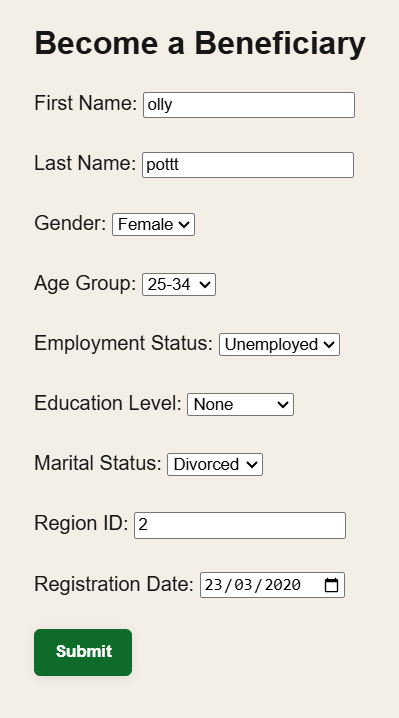 Become a Beneficiary
First Name: olly
Last Name: pottt
Gender: Female
Age Group: 25-34
Employment Status: Unemployed
Education Level: None
Marital Status: Divorced
Region ID: 2
Registration Date: 23/03/2020
Submit